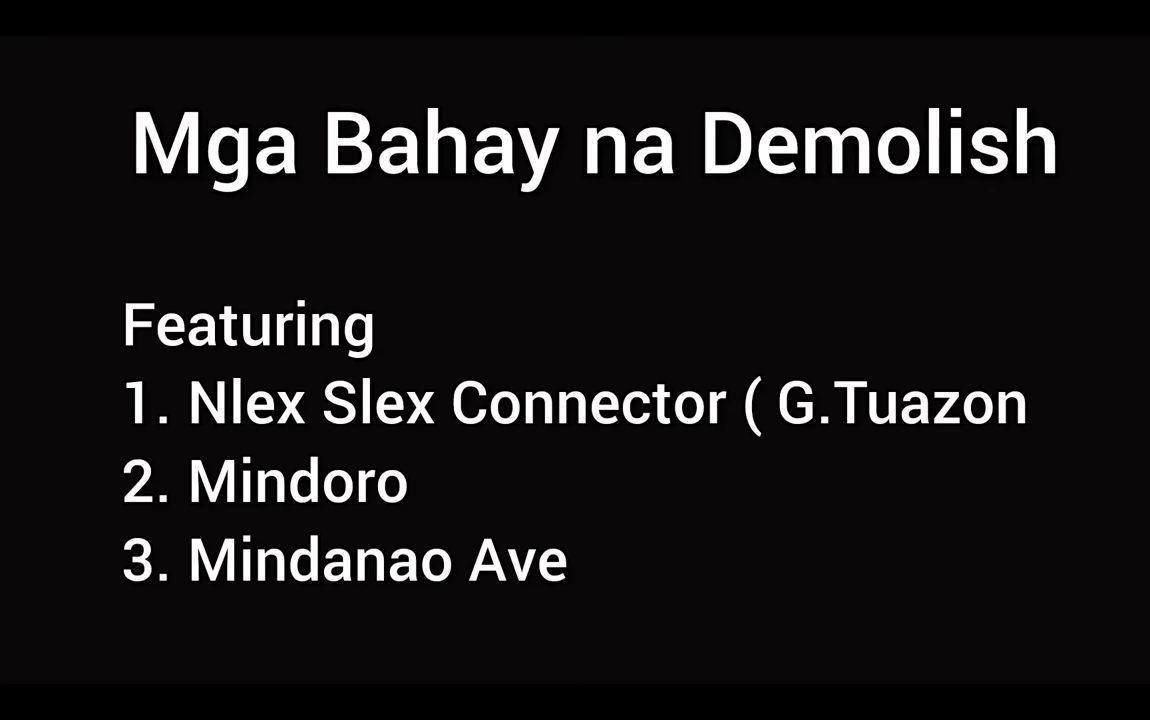 Mga Bahay na Demolish
Featuring
1. Nlex Slex Connector ( G.Tuazon
2. Mindoro
3. Mindanao Ave